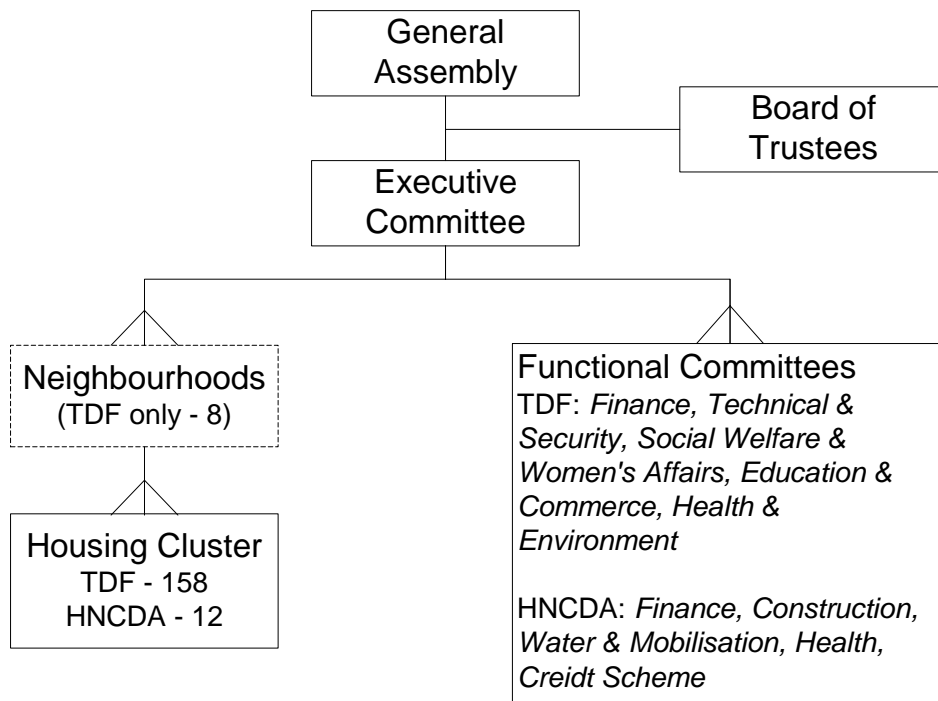 General
Assembly
Board of
Trustees
Executive
Committee
Neighbourhoods
(TDF only - 8)
Housing Cluster
TDF - 158
HNCDA - 12
Functional Committees
TDF: Finance, Technical &
Security, Social Welfare &
Women's Affairs, Education &
Commerce, Health &
Environment
HNCDA: Finance, Construction,
Water & Mobilisation, Health,
Creidt Scheme